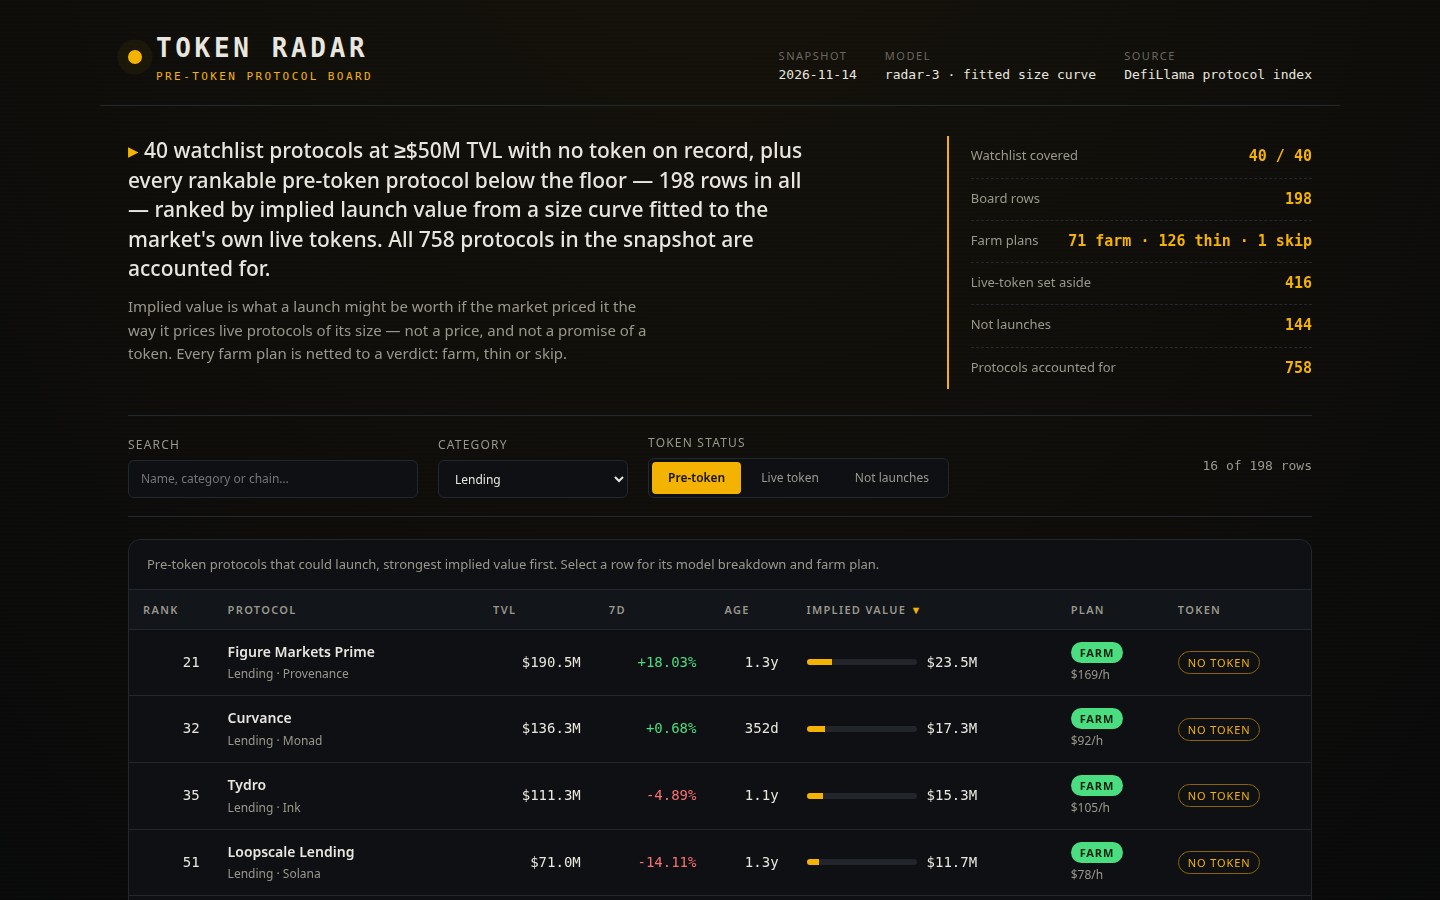 TOKEN RADAR
PRE-TOKEN PROTOCOL BOARD
SNAPSHOT
2026-11-14
MODEL
radar-3 · fitted size curve
SOURCE
DefiLlama protocol index
▸ 40 watchlist protocols at ≥$50M TVL with no token on record, plus
every rankable pre-token protocol below the floor — 198 rows in all
— ranked by implied launch value from a size curve fitted to the
market's own live tokens. All 758 protocols in the snapshot are
accounted for.
Implied value is what a launch might be worth if the market priced it the
way it prices live protocols of its size — not a price, and not a promise of a
token. Every farm plan is netted to a verdict: farm, thin or skip.
Watchlist covered 40 / 40
Board rows 198
Farm plans 71 farm · 126 thin · 1 skip
Live-token set aside 416
Not launches 144
Protocols accounted for 758
SEARCH
Name, category or chain…
CATEGORY
Lending
TOKEN STATUS
Pre-token Live token Not launches
16 of 198 rows
Pre-token protocols that could launch, strongest implied value first. Select a row for its model breakdown and farm plan.
RANK PROTOCOL TVL 7D AGE IMPLIED VALUE ▼ PLAN TOKEN
21 Figure Markets Prime $190.5M +18.03% 1.3y $23.5M FARM NO TOKEN
Lending · Provenance $169/h
32 Curvance $136.3M +0.68% 352d $17.3M FARM NO TOKEN
Lending · Monad $92/h
35 Tydro $111.3M -4.89% 1.1y $15.3M FARM NO TOKEN
Lending · Ink $105/h
51 Loopscale Lending $71.0M -14.11% 1.3y $11.7M FARM NO TOKEN
Lending · Solana $78/h